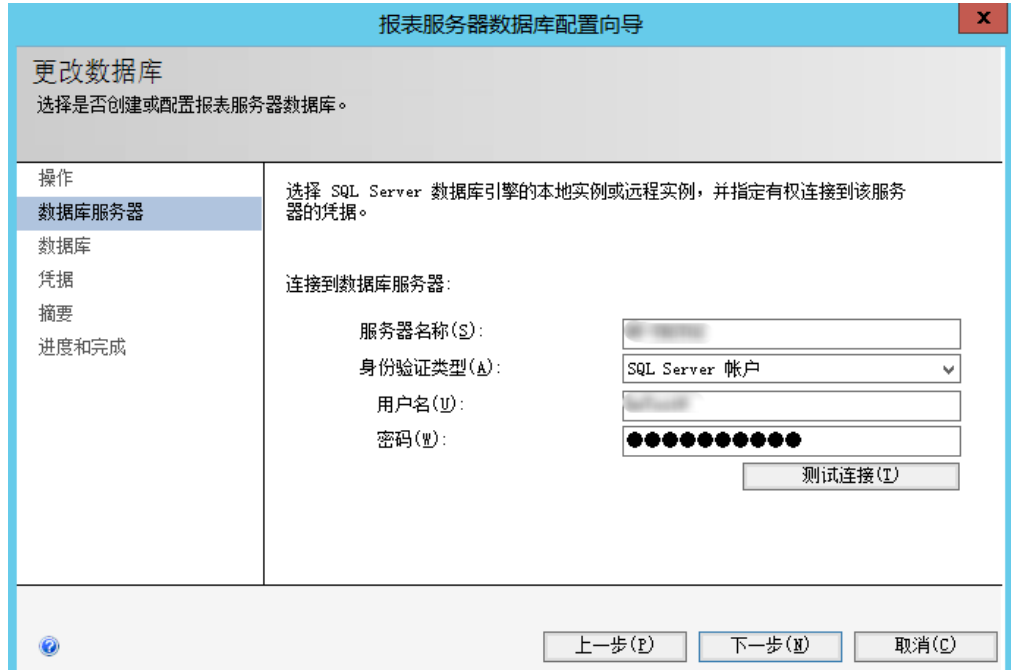 报表服务器数据库配置向导
x
更改数据库
选择是否创建或配置报表服务器数据库。
操作
数据库服务器
数据库
凭据
摘要
进度和完成
选择 SQL Server 数据库引擎的本地实例或远程实例，并指定有权连接到该服务
器的凭据。
连接到数据库服务器:
服务器名称(S):
身份验证类型(A):
SQL Server 帐户
用户名(U):
密码(W):
●●●●●●●●●●
测试连接(T)
?
上一步(P)
下一步(N)
取消(C)